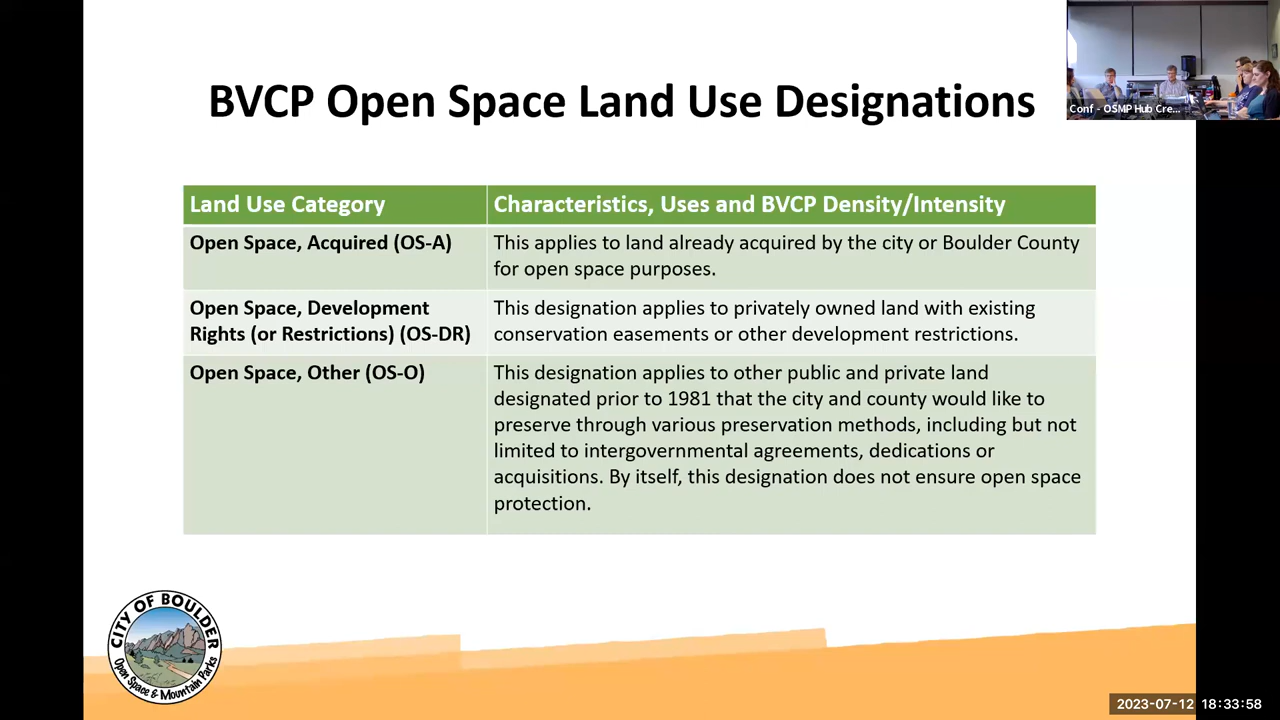 BVCP Open Space Land Use Designations
Conf - OSMP Hub Cre...
Land Use Category
Characteristics, Uses and BVCP Density/Intensity
Open Space, Acquired (OS-A)
This applies to land already acquired by the city or Boulder County
for open space purposes.
Open Space, Development
Rights (or Restrictions) (OS-DR)
This designation applies to privately owned land with existing
conservation easements or other development restrictions.
Open Space, Other (OS-O)
This designation applies to other public and private land
designated prior to 1981 that the city and county would like to
preserve through various preservation methods, including but not
limited to intergovernmental agreements, dedications or
acquisitions. By itself, this designation does not ensure open space
protection.
CITY OF BOULDER
Open Space & Mountain Parks
2023-07-12 18:33:58